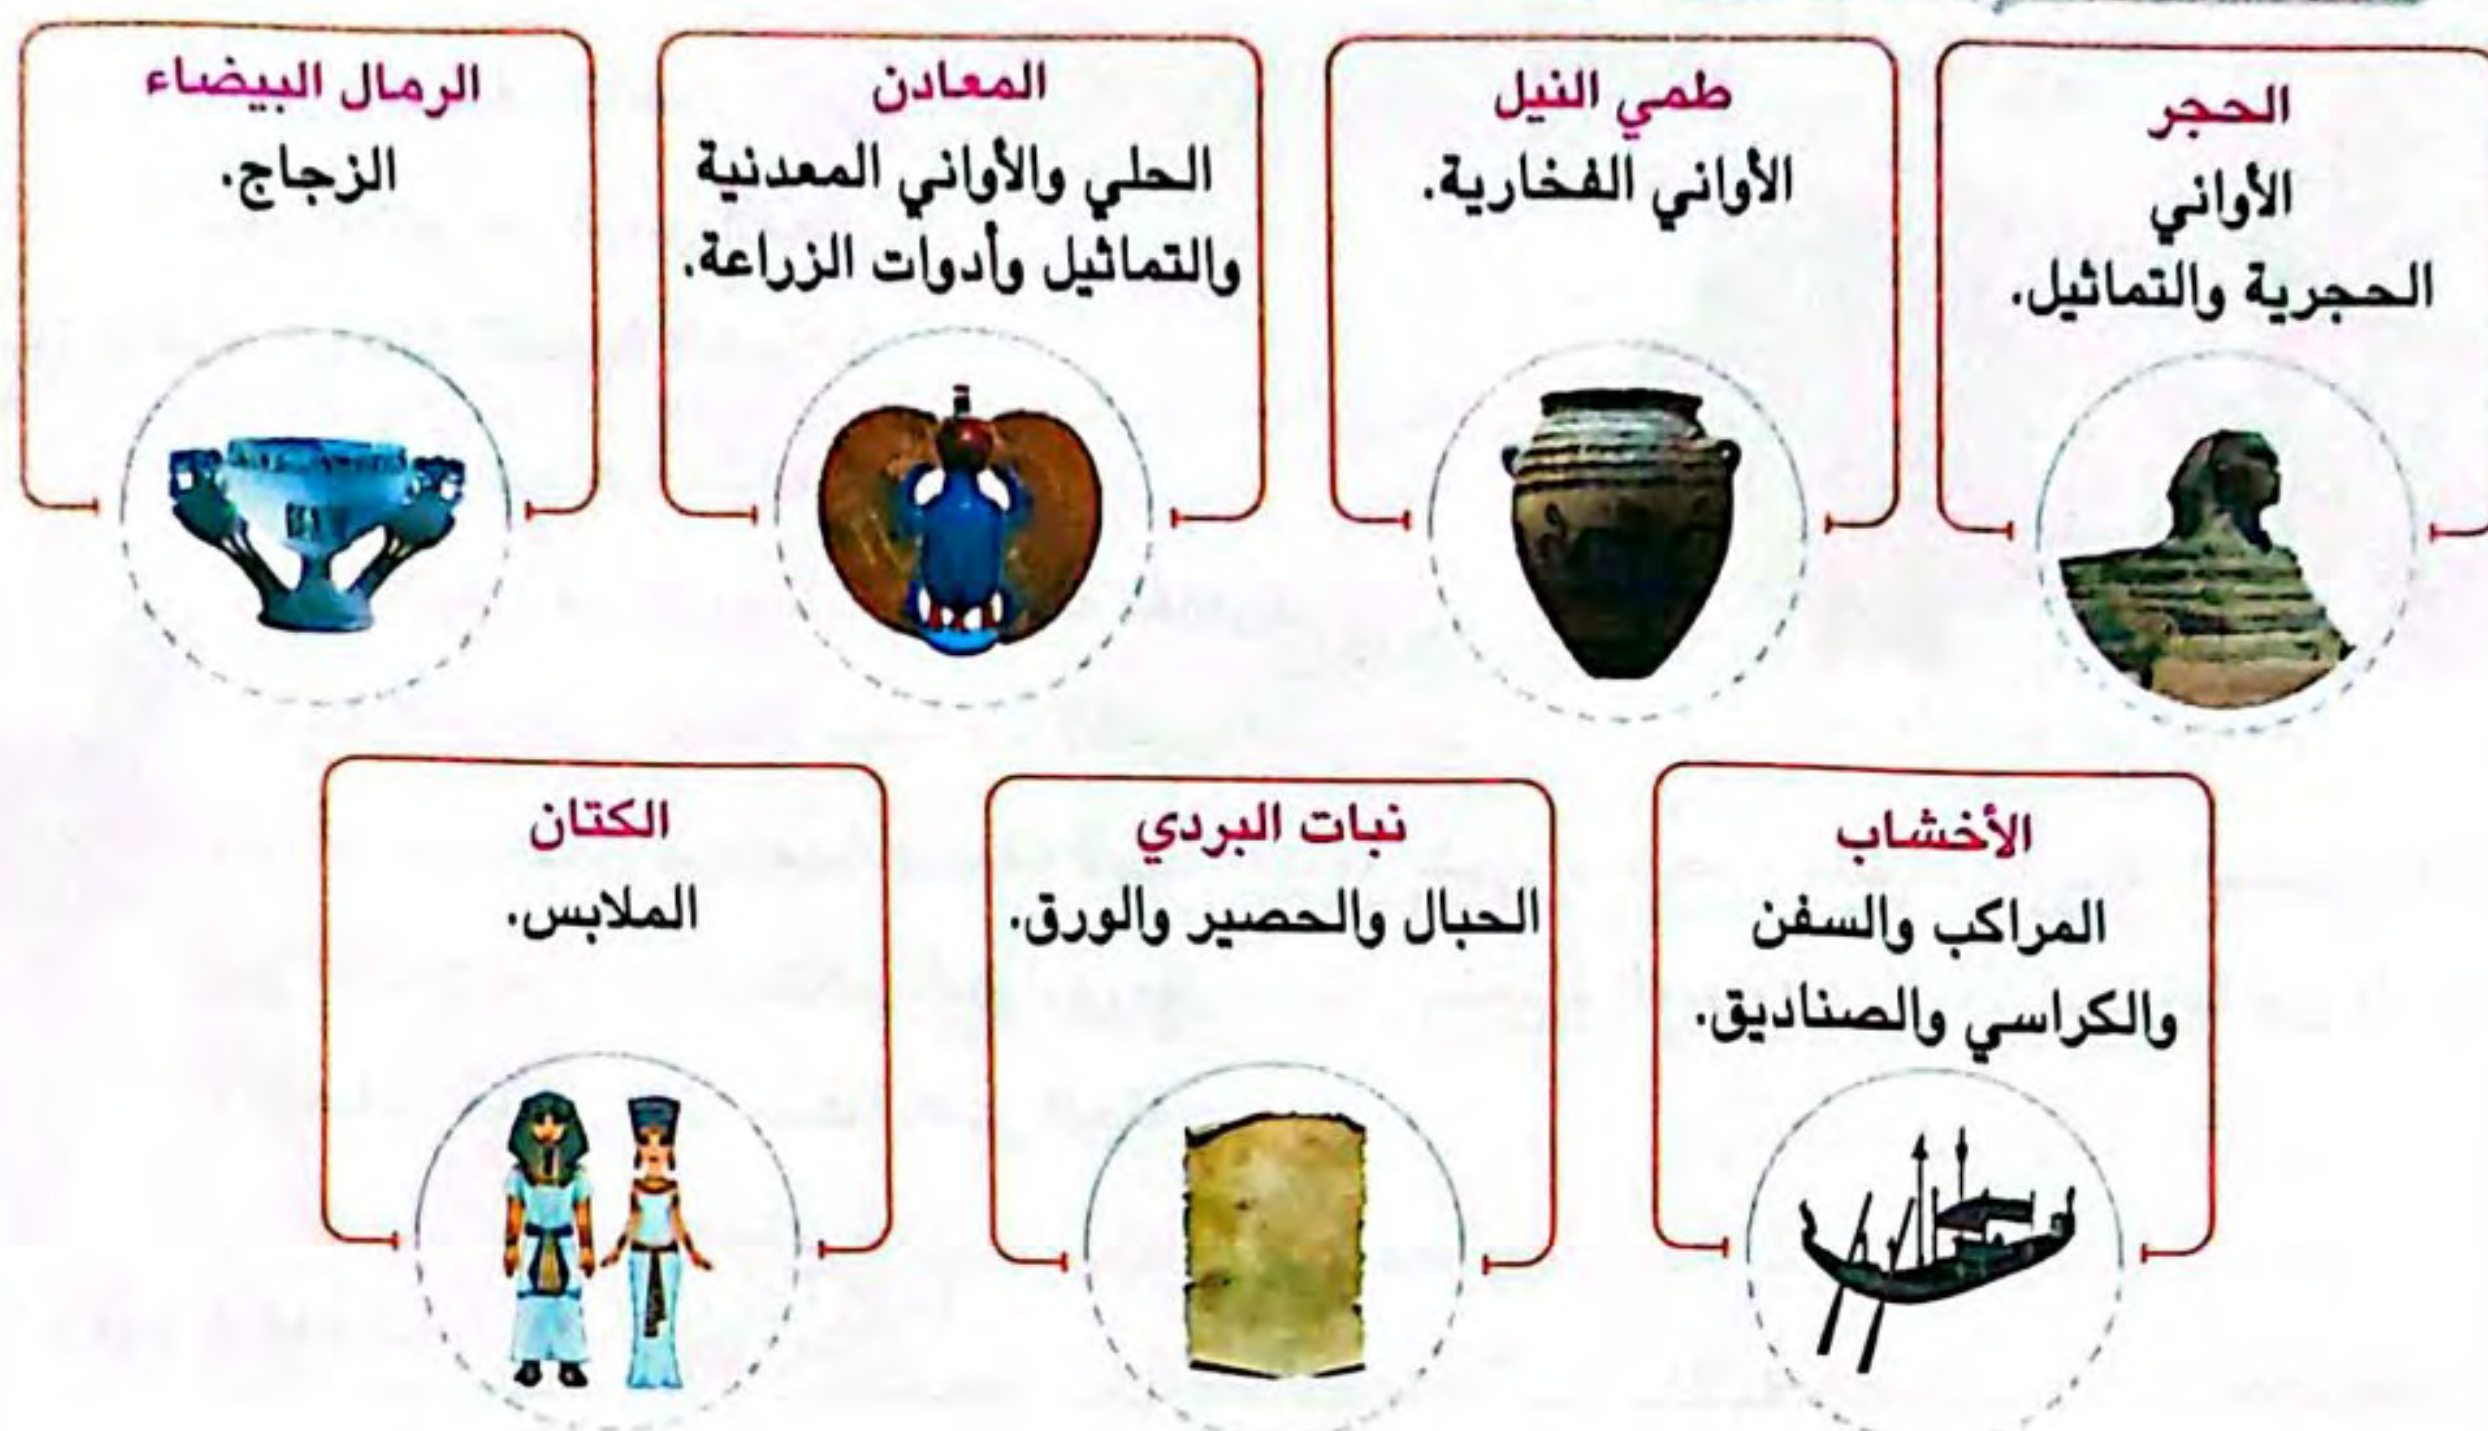 الحجر
الأواني
الحجرية والتماثيل.
طمي النيل
الأواني الفخارية.
المعادن
الحلي والأواني المعدنية
والتماثيل وأدوات الزراعة.
الرمال البيضاء
الزجاج.
الأخشاب
المراكب والسفن
والكراسي والصناديق.
نبات البردي
الحبال والحصير والورق.
الكتان
الملابس.